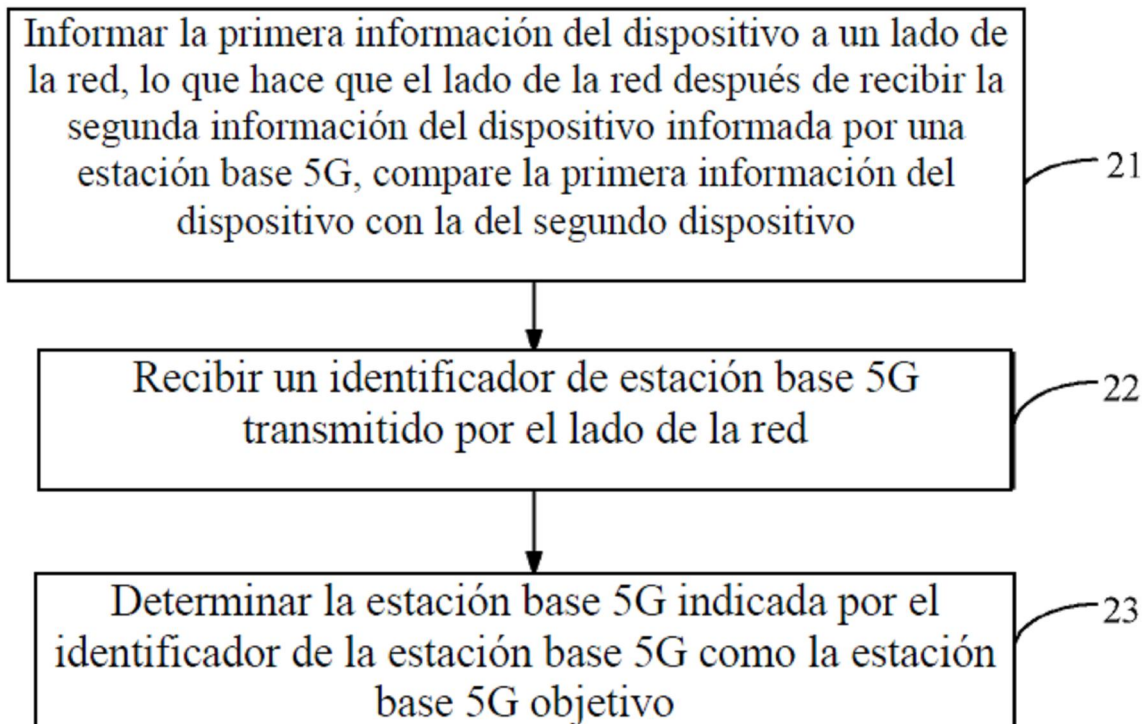 Informar la primera información del dispositivo a un lado de
la red, lo que hace que el lado de la red después de recibir la
segunda información del dispositivo informada por una
estación base 5G, compare la primera información del
dispositivo con la del segundo dispositivo
21
Recibir un identificador de estación base 5G
transmitido por el lado de la red
22
Determinar la estación base 5G indicada por el
identificador de la estación base 5G como la estación
base 5G objetivo
23